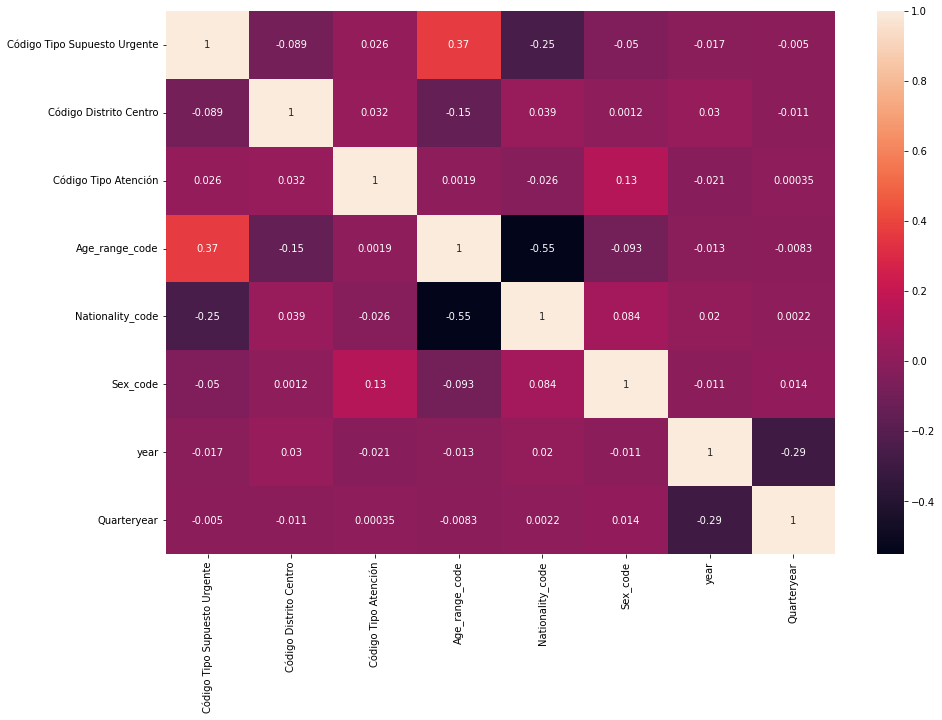 Código Tipo Supuesto Urgente 1 -0.089 0.026 0.37 -0.25 -0.05 -0.017 -0.005
Código Distrito Centro -0.089 1 0.032 -0.15 0.039 0.0012 0.03 -0.011
Código Tipo Atención 0.026 0.032 1 0.0019 -0.026 0.13 -0.021 0.00035
Age_range_code 0.37 -0.15 0.0019 1 -0.55 -0.093 -0.013 -0.0083
Nationality_code -0.25 0.039 -0.026 -0.55 1 0.084 0.02 0.0022
Sex_code -0.05 0.0012 0.13 -0.093 0.084 1 -0.011 0.014
year -0.017 0.03 -0.021 -0.013 0.02 -0.011 1 -0.29
Quarteryear -0.005 -0.011 0.00035 -0.0083 0.0022 0.014 -0.29 1
Código Tipo Supuesto Urgente
Código Distrito Centro
Código Tipo Atención
Age_range_code
Nationality_code
Sex_code
year
Quarteryear
1.0
0.8
0.6
0.4
0.2
0.0
−0.2
−0.4